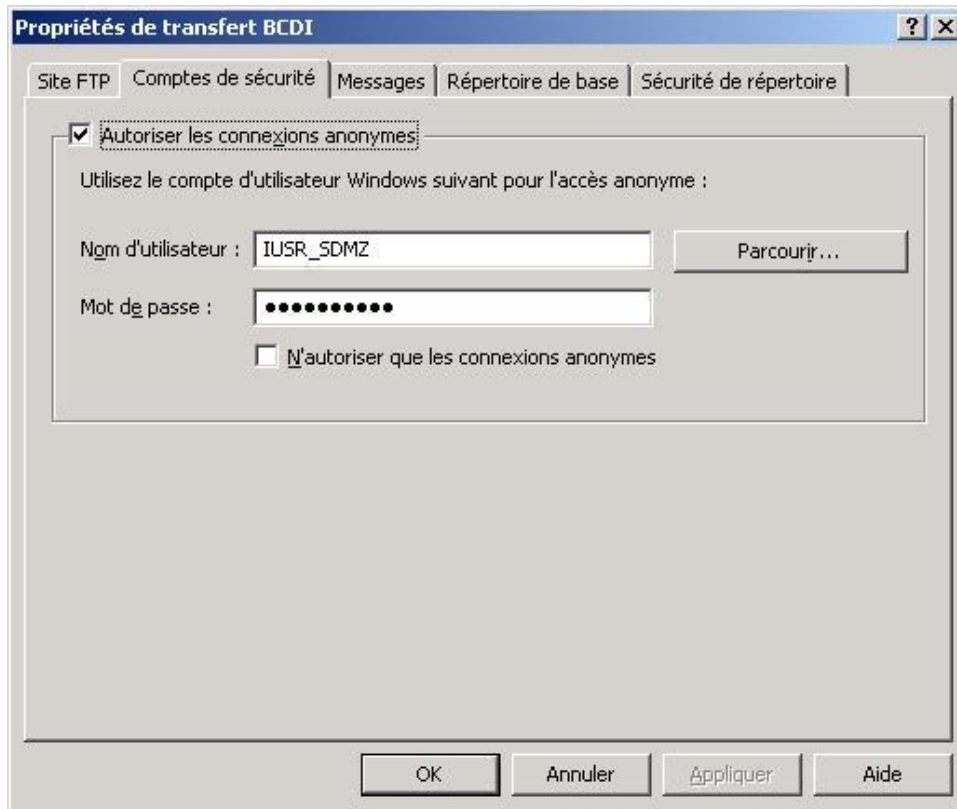 Propriétés de transfert BCDI
Site FTP Comptes de sécurité Messages Répertoire de base Sécurité de répertoire
Autoriser les connexions anonymes
Utilisez le compte d'utilisateur Windows suivant pour l'accès anonyme :
Nom d'utilisateur : IUSR_SDMZ Parcourir...
Mot de passe : ●●●●●●●●●●
N'autoriser que les connexions anonymes
OK Annuler Appliquer Aide